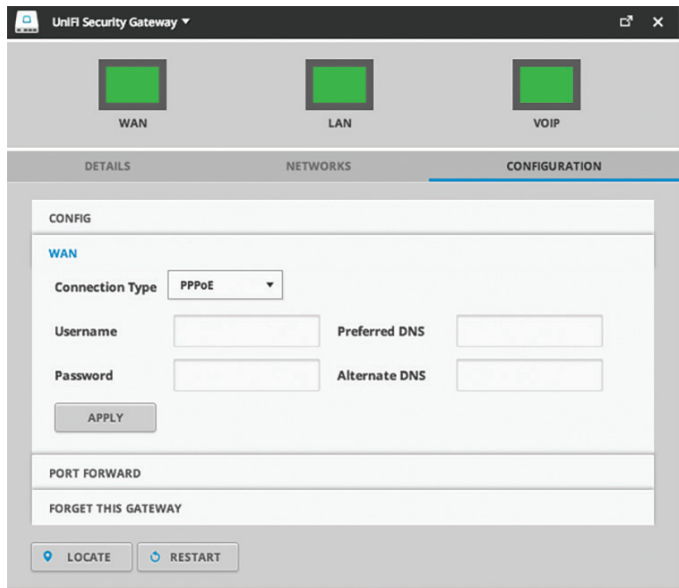 UniFi Security Gateway
WAN LAN VOIP
DETAILS NETWORKS CONFIGURATION
CONFIG
WAN
Connection Type PPPoE
Username Preferred DNS
Password Alternate DNS
APPLY
PORT FORWARD
FORGET THIS GATEWAY
LOCATE RESTART